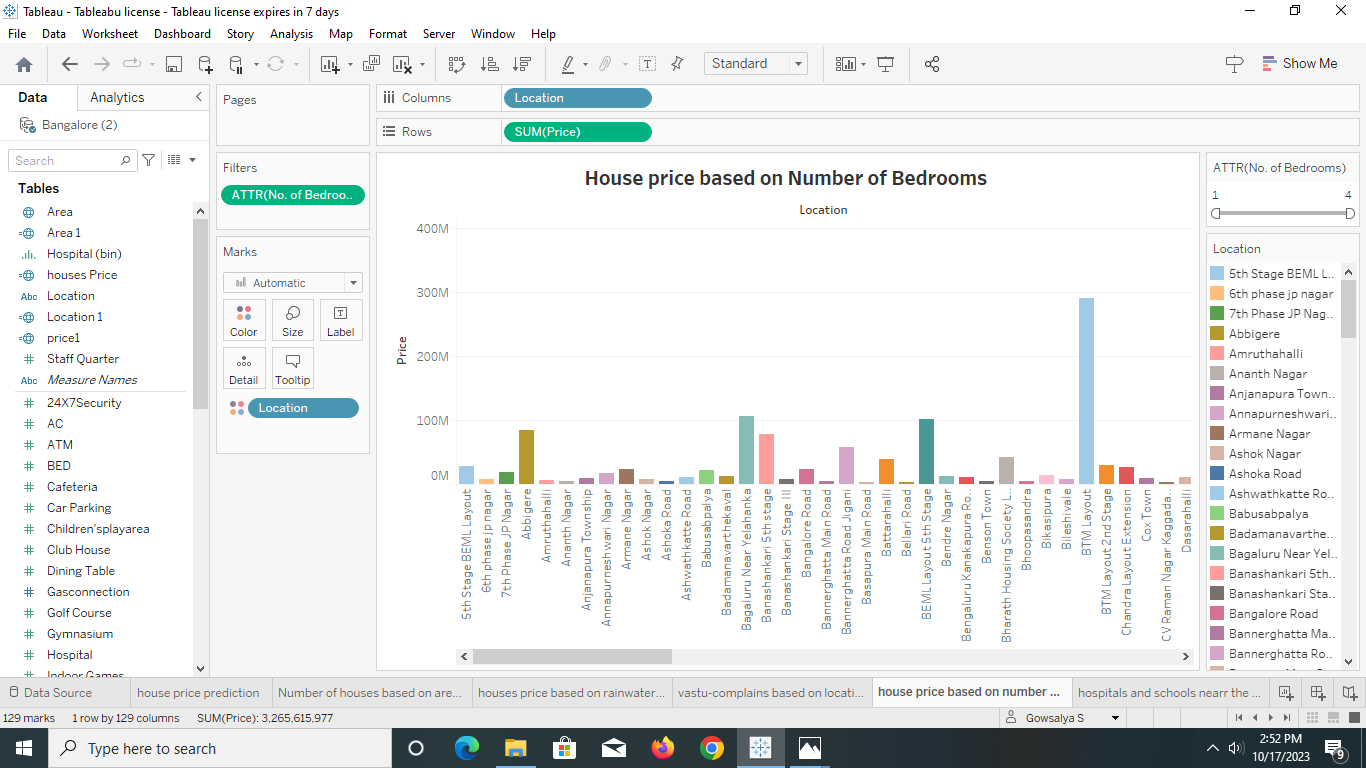 Tableau - Tableabu license - Tableau license expires in 7 days
File Data Worksheet Dashboard Story Analysis Map Format Server Window Help
Standard
Show Me
Data Analytics
Bangalore (2)
Search
Tables
Area
Area 1
Hospital (bin)
houses Price
Abc Location
Location 1
price1
Staff Quarter
Abc Measure Names
24X7Security
AC
ATM
BED
Cafeteria
Car Parking
Children'splayarea
Club House
Dining Table
Gasconnection
Golf Course
Gymnasium
Hospital
Indoor Games
Pages
Filters
ATTR(No. of Bedroo..
Marks
Automatic
Color Size Label
Detail Tooltip
Location
Columns Location
Rows SUM(Price)
House price based on Number of Bedrooms
Location
Price
400M
300M
200M
100M
0M
5th Stage BEML Layout
6th phase jp nagar
7th Phase JP Nagar
Abbigere
Amruthahalli
Ananth Nagar
Anjanapura Township
Annapurneshwari Nagar
Armane Nagar
Ashok Nagar
Ashoka Road
Ashwathkatte Road
Babusabpalya
Badamanavarthekaval
Bagaluru Near Yelahanka
Banashankari 5th stage
Banashankari Stage III
Bangalore Road
Bannerghatta Main Road
Bannerghatta Road Jigani
Basapura Main Road
Battarahalli
Bellari Road
BEML Layout 5th Stage
Bendre Nagar
Bengaluru Kanakapura Ro..
Benson Town
Bharath Housing Society L..
Bhoopasandra
Bikasipura
Bileshivale
BTM Layout
BTM Layout 2nd Stage
Chandra Layout Extension
Cox Town
CV Raman Nagar Kaggada..
Dasarahalli
ATTR(No. of Bedrooms)
1 4
Location
5th Stage BEML L..
6th phase jp nagar
7th Phase JP Nag..
Abbigere
Amruthahalli
Ananth Nagar
Anjanapura Town..
Annapurneshwari..
Armane Nagar
Ashok Nagar
Ashoka Road
Ashwathkatte Ro..
Babusabpalya
Badamanavarthe..
Bagaluru Near Yel..
Banashankari 5th..
Banashankari Sta..
Bangalore Road
Bannerghatta Ma..
Bannerghatta Ro..
Data Source house price prediction Number of houses based on are... houses price based on rainwater... vastu-complains based on locati... house price based on number ... hospitals and schools nearr the ...
129 marks 1 row by 129 columns SUM(Price): 3,265,615,977 Gowsalya S
Type here to search
2:52 PM
10/17/2023
9